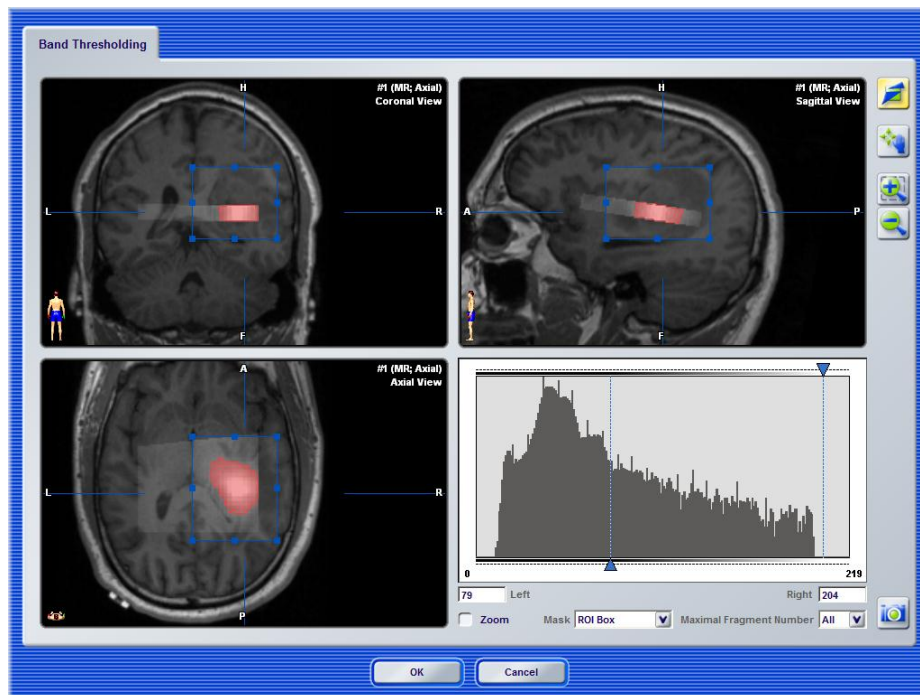 Band Thresholding
H
#1 (MR; Axial)
Coronal View
L
R
F
H
#1 (MR; Axial)
Sagittal View
A
P
F
A
#1 (MR; Axial)
Axial View
L
R
P
0 219
79 Left Right 204
Zoom Mask ROI Box Maximal Fragment Number All
OK Cancel